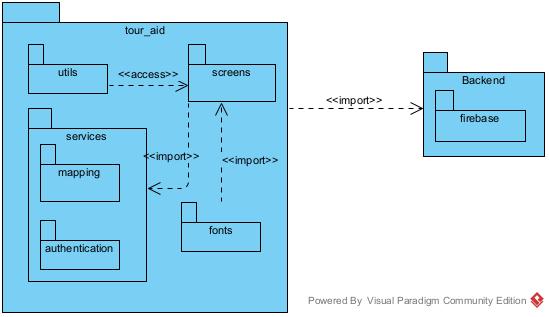 tour_aid
utils
<<access>>
screens
<<import>>
Backend
firebase
services
<<import>>
<<import>>
mapping
fonts
authentication
Powered By Visual Paradigm Community Edition